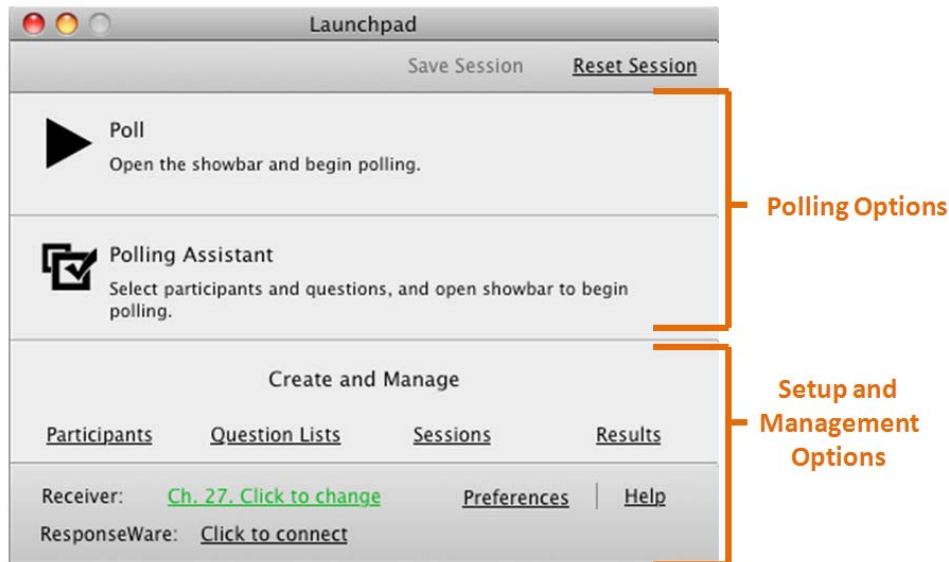 Launchpad
Save Session Reset Session
Poll
Open the showbar and begin polling.
Polling Options
Polling Assistant
Select participants and questions, and open showbar to begin
polling.
Create and Manage
Participants Question Lists Sessions Results
Setup and
Management
Options
Receiver: Ch. 27. Click to change Preferences | Help
ResponseWare: Click to connect